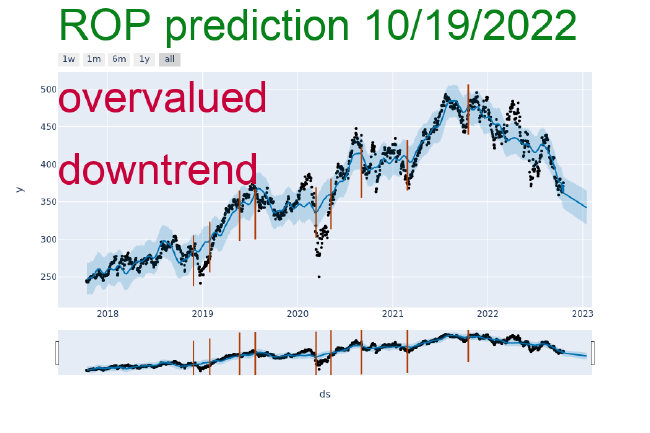 ROP prediction 10/19/2022
1w 1m 6m 1y all
overvalued
downtrend
500
450
400
350
300
250
y
2018 2019 2020 2021 2022 2023
ds